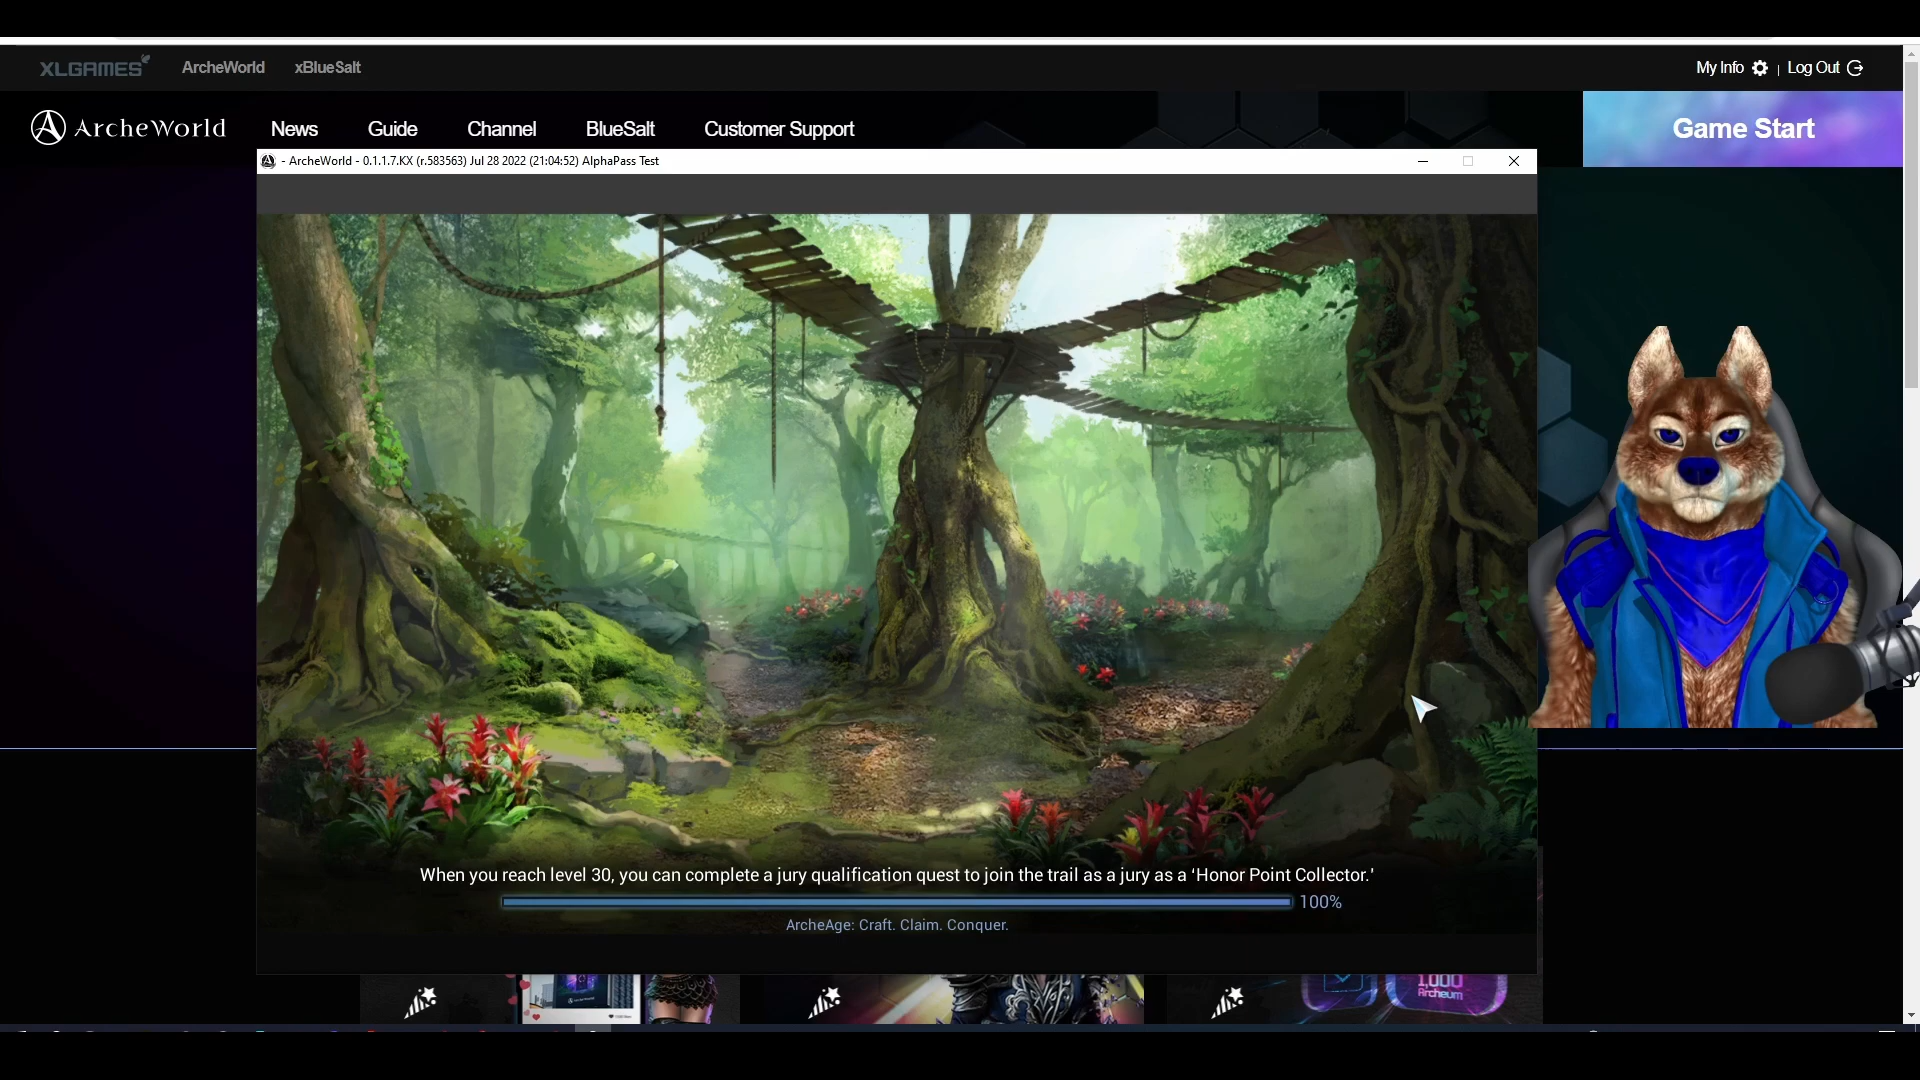 XLGAMES ArcheWorld xBlueSalt My Info | Log Out
ArcheWorld News Guide Channel BlueSalt Customer Support Game Start
- ArcheWorld - 0.1.1.7.KX (r.583563) Jul 28 2022 (21:04:52) AlphaPass Test
When you reach level 30, you can complete a jury qualification quest to join the trail as a jury as a ‘Honor Point Collector.’
100%
ArcheAge: Craft. Claim. Conquer.
1,000
Archeum